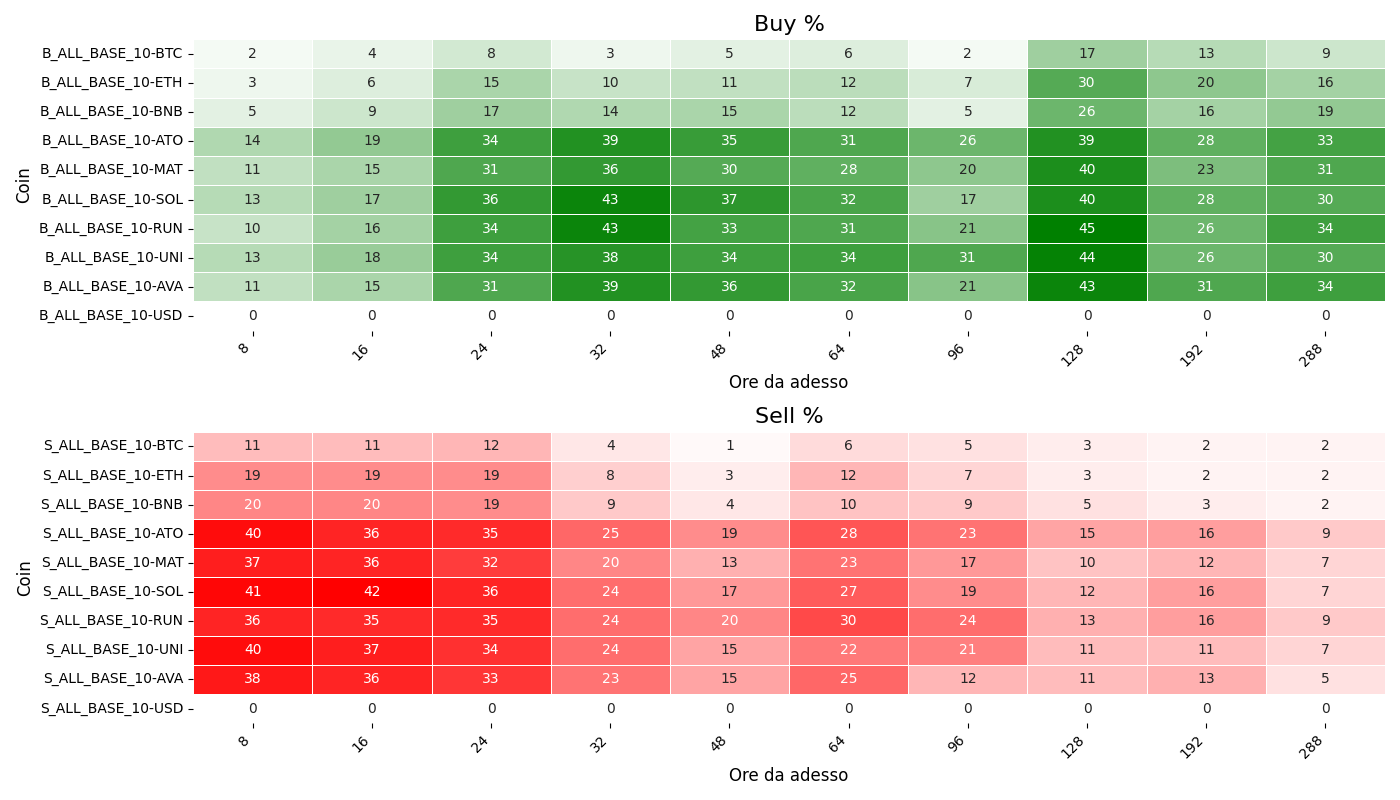 Buy %
Coin
B_ALL_BASE_10-BTC 2 4 8 3 5 6 2 17 13 9
B_ALL_BASE_10-ETH 3 6 15 10 11 12 7 30 20 16
B_ALL_BASE_10-BNB 5 9 17 14 15 12 5 26 16 19
B_ALL_BASE_10-ATO 14 19 34 39 35 31 26 39 28 33
B_ALL_BASE_10-MAT 11 15 31 36 30 28 20 40 23 31
B_ALL_BASE_10-SOL 13 17 36 43 37 32 17 40 28 30
B_ALL_BASE_10-RUN 10 16 34 43 33 31 21 45 26 34
B_ALL_BASE_10-UNI 13 18 34 38 34 34 31 44 26 30
B_ALL_BASE_10-AVA 11 15 31 39 36 32 21 43 31 34
B_ALL_BASE_10-USD 0 0 0 0 0 0 0 0 0 0
8 16 24 32 48 64 96 128 192 288
Ore da adesso
Sell %
Coin
S_ALL_BASE_10-BTC 11 11 12 4 1 6 5 3 2 2
S_ALL_BASE_10-ETH 19 19 19 8 3 12 7 3 2 2
S_ALL_BASE_10-BNB 20 20 19 9 4 10 9 5 3 2
S_ALL_BASE_10-ATO 40 36 35 25 19 28 23 15 16 9
S_ALL_BASE_10-MAT 37 36 32 20 13 23 17 10 12 7
S_ALL_BASE_10-SOL 41 42 36 24 17 27 19 12 16 7
S_ALL_BASE_10-RUN 36 35 35 24 20 30 24 13 16 9
S_ALL_BASE_10-UNI 40 37 34 24 15 22 21 11 11 7
S_ALL_BASE_10-AVA 38 36 33 23 15 25 12 11 13 5
S_ALL_BASE_10-USD 0 0 0 0 0 0 0 0 0 0
8 16 24 32 48 64 96 128 192 288
Ore da adesso